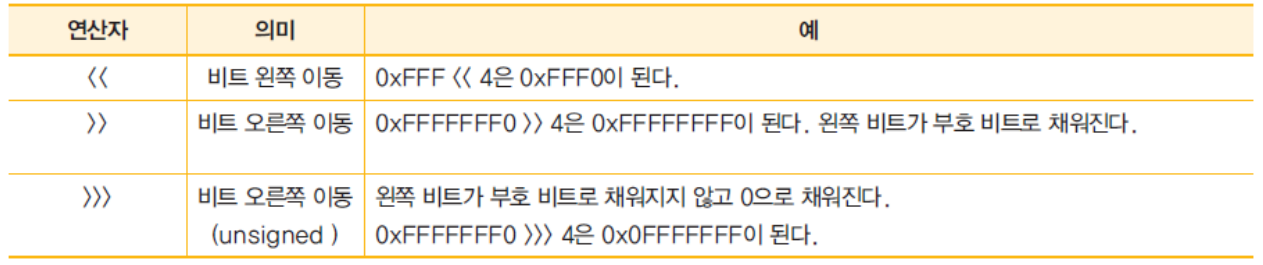 연산자 의미 예
<< 비트 왼쪽 이동 0xFFF << 4은 0xFFF0이 된다.
>> 비트 오른쪽 이동 0xFFFFFFF0 >> 4은 0xFFFFFFFF이 된다. 왼쪽 비트가 부호 비트로 채워진다.
>>> 비트 오른쪽 이동 왼쪽 비트가 부호 비트로 채워지지 않고 0으로 채워진다.
(unsigned ) 0xFFFFFFF0 >>> 4은 0x0FFFFFFF이 된다.